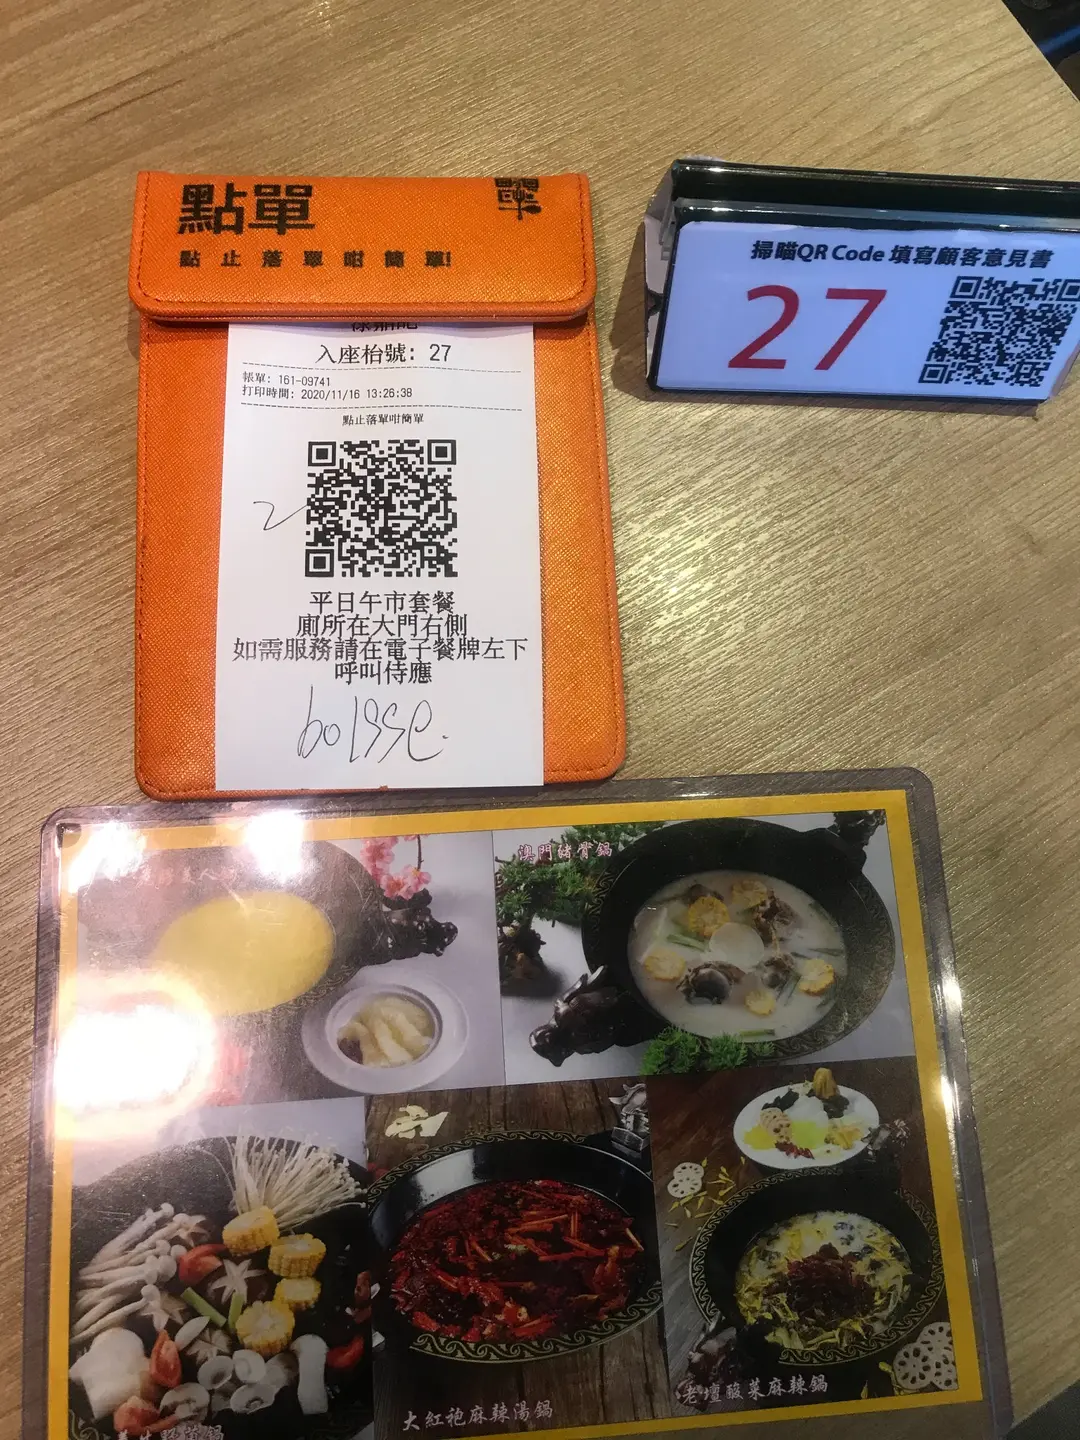 點單
點止落單咁簡單!
入座枱號: 27
帳單: 161-09741
打印時間: 2020/11/16 13:26:38
點止落單咁簡單
2
平日午市套餐
廁所在大門右側
如需服務請在電子餐牌左下
呼叫侍應
掃瞄QR Code 填寫顧客意見書
27
澳門豬骨鍋
大紅袍麻辣湯鍋
老壇酸菜麻辣鍋